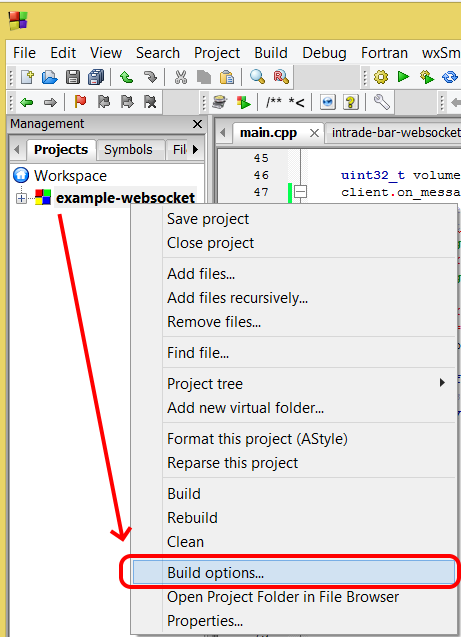 File Edit View Search Project Build Debug Fortran wxSm
/** *<
Management
Projects Symbols File
main.cpp intrade-bar-websocket
Workspace
example-websocket
45
46 uint32_t volume
47 client.on_messa
Save project
Close project
Add files...
Add files recursively...
Remove files...
Find file...
Project tree
Add new virtual folder...
Format this project (AStyle)
Reparse this project
Build
Rebuild
Clean
Build options...
Open Project Folder in File Browser
Properties...